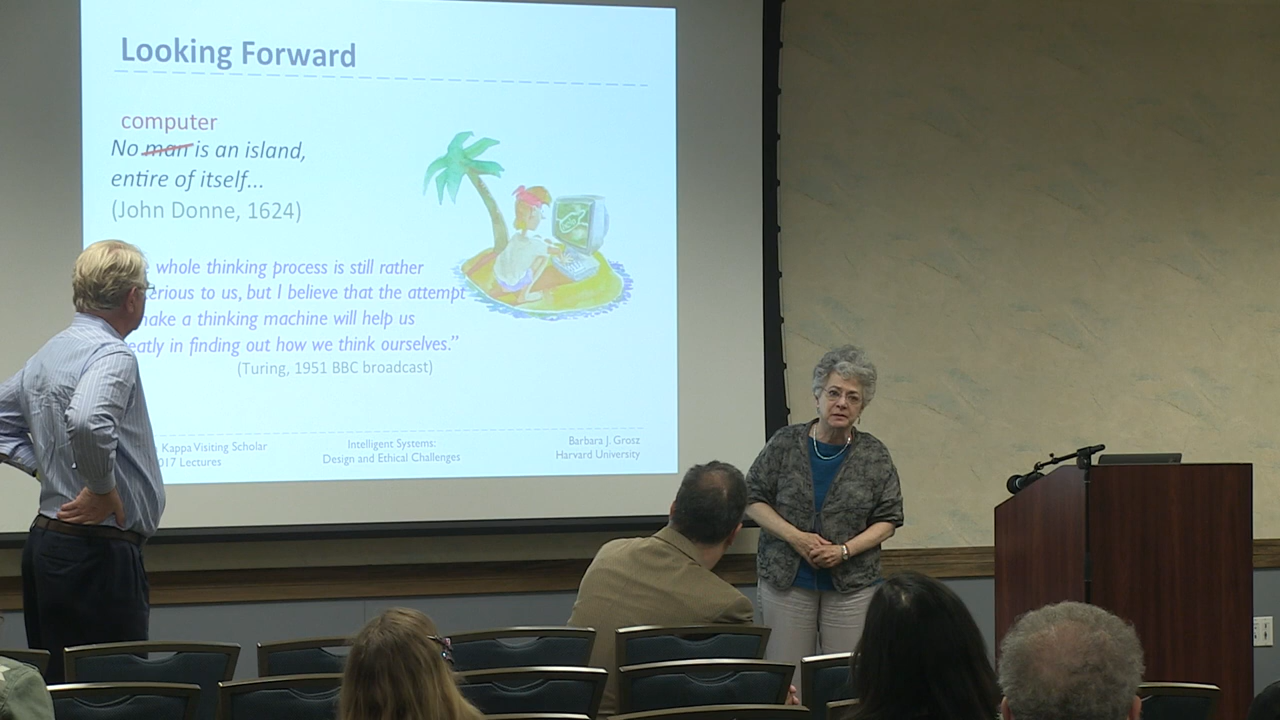 Looking Forward
computer
No man is an island,
entire of itself...
(John Donne, 1624)
whole thinking process is still rather
erious to us, but I believe that the attempt
make a thinking machine will help us
eatly in finding out how we think ourselves.”
(Turing, 1951 BBC broadcast)
Kappa Visiting Scholar
017 Lectures
Intelligent Systems:
Design and Ethical Challenges
Barbara J. Grosz
Harvard University